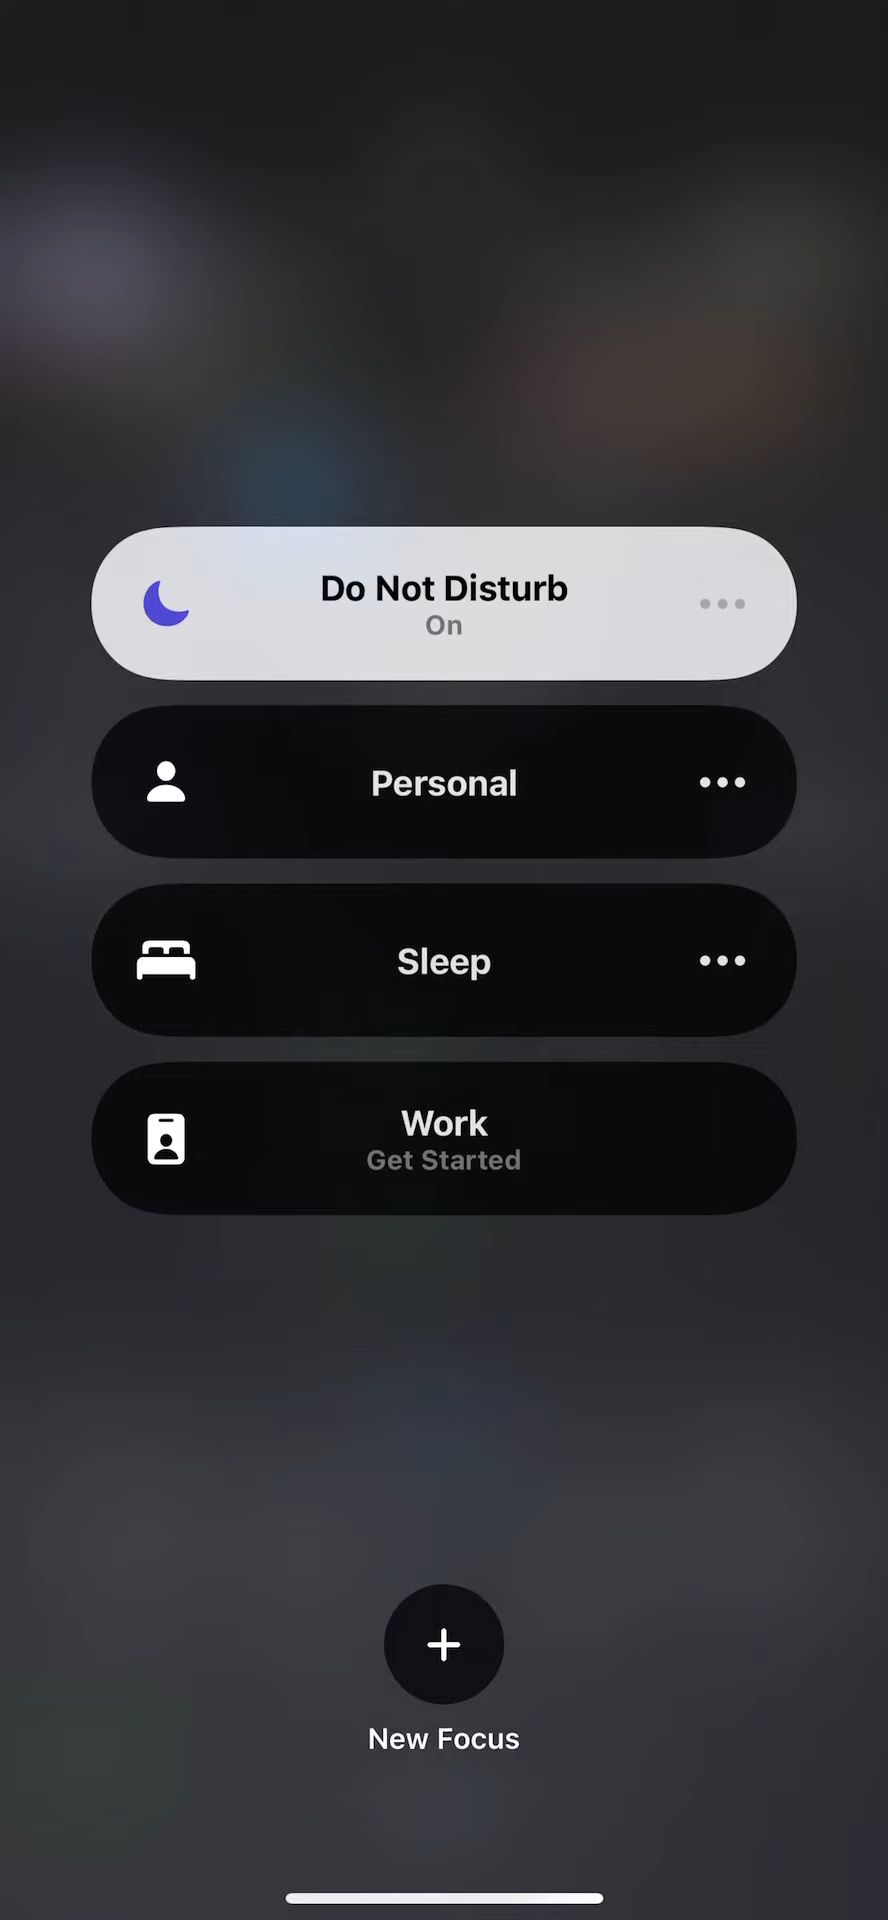 Do Not Disturb
On
Personal
Sleep
Work
Get Started
New Focus